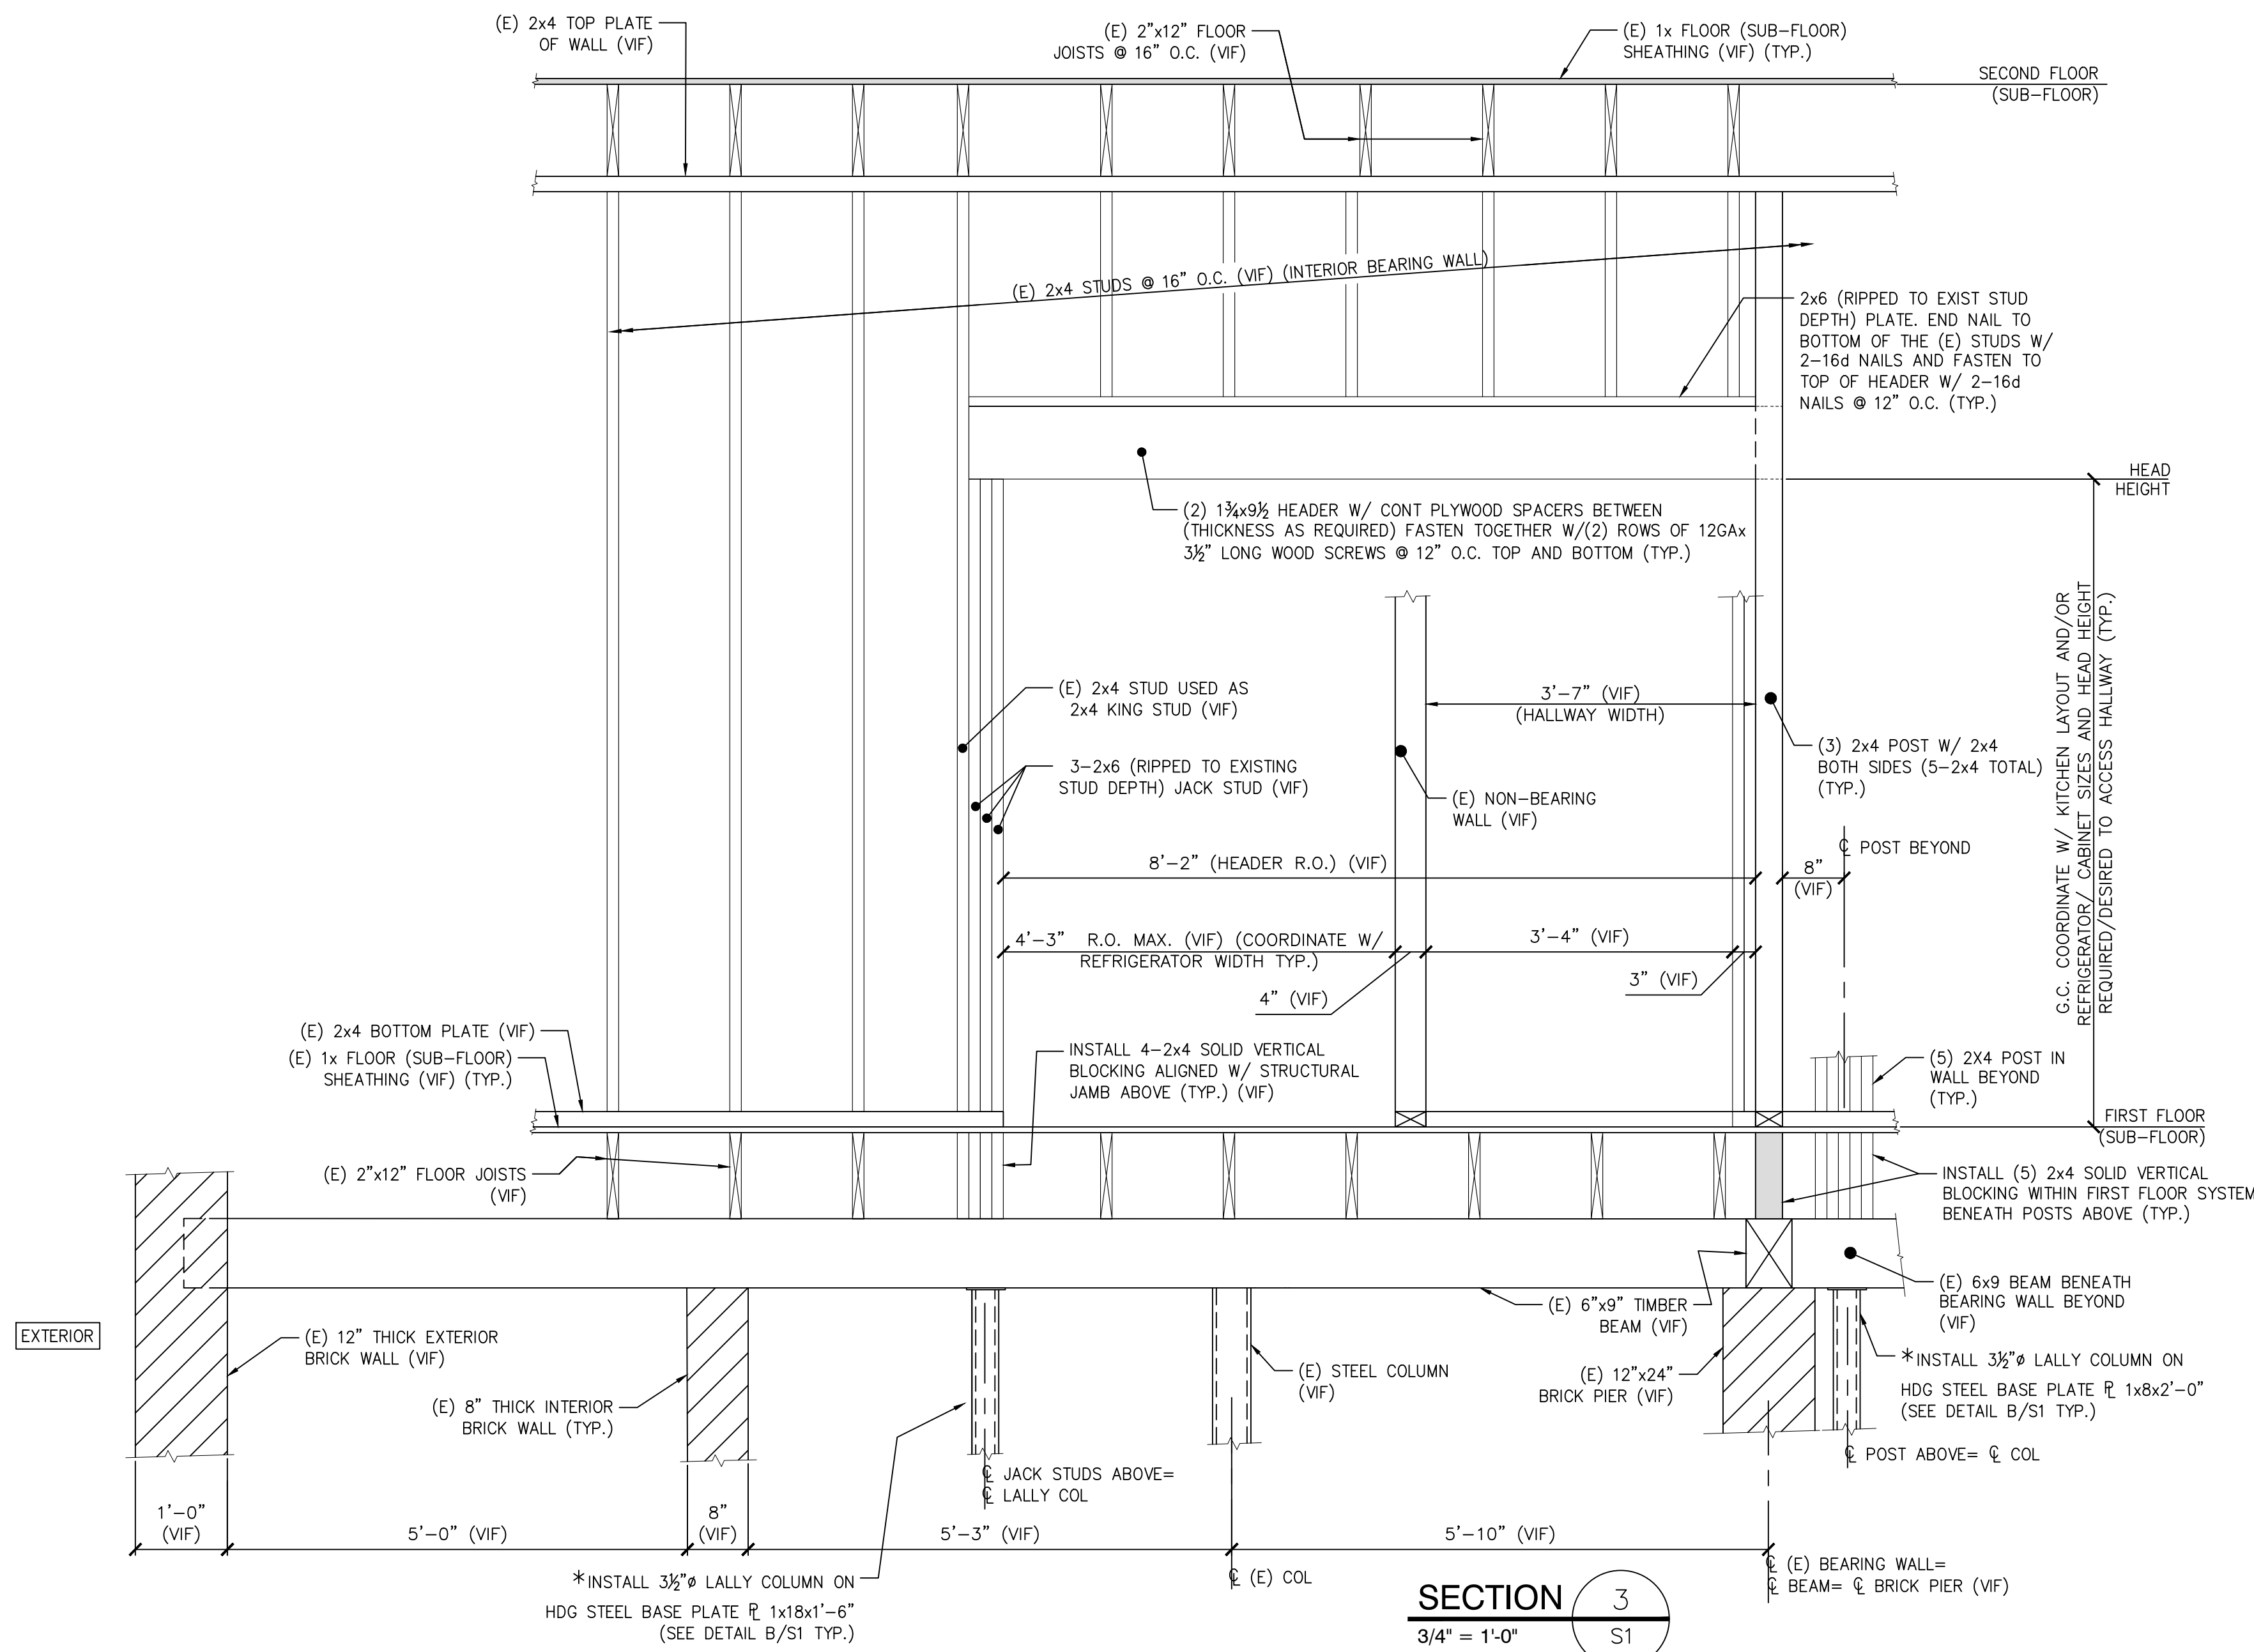 (E) 2x4 TOP PLATE
OF WALL (VIF)
(E) 2"x12" FLOOR
JOISTS @ 16" O.C. (VIF)
(E) 1x FLOOR (SUB-FLOOR)
SHEATHING (VIF) (TYP.)
SECOND FLOOR
(SUB-FLOOR)
(E) 2x4 STUDS @ 16" O.C. (VIF) (INTERIOR BEARING WALL)
2x6 (RIPPED TO EXIST STUD
DEPTH) PLATE. END NAIL TO
BOTTOM OF THE (E) STUDS W/
2-16d NAILS AND FASTEN TO
TOP OF HEADER W/ 2-16d
NAILS @ 12" O.C. (TYP.)
HEAD
HEIGHT
(2) 1¾x9½ HEADER W/ CONT PLYWOOD SPACERS BETWEEN
(THICKNESS AS REQUIRED) FASTEN TOGETHER W/(2) ROWS OF 12GAx
3½" LONG WOOD SCREWS @ 12" O.C. TOP AND BOTTOM (TYP.)
(E) 2x4 STUD USED AS
2x4 KING STUD (VIF)
3-2x6 (RIPPED TO EXISTING
STUD DEPTH) JACK STUD (VIF)
3'-7" (VIF)
(HALLWAY WIDTH)
(E) NON-BEARING
WALL (VIF)
(3) 2x4 POST W/ 2x4
BOTH SIDES (5-2x4 TOTAL)
(TYP.)
G.C. COORDINATE W/ KITCHEN LAYOUT AND/OR
REFRIGERATOR/ CABINET SIZES AND HEAD HEIGHT
REQUIRED/DESIRED TO ACCESS HALLWAY (TYP.)
8'-2" (HEADER R.O.) (VIF)
8"
(VIF)
℄ POST BEYOND
4'-3" R.O. MAX. (VIF) (COORDINATE W/
REFRIGERATOR WIDTH TYP.)
3'-4" (VIF)
4" (VIF)
3" (VIF)
(E) 2x4 BOTTOM PLATE (VIF)
(E) 1x FLOOR (SUB-FLOOR)
SHEATHING (VIF) (TYP.)
INSTALL 4-2x4 SOLID VERTICAL
BLOCKING ALIGNED W/ STRUCTURAL
JAMB ABOVE (TYP.) (VIF)
(5) 2X4 POST IN
WALL BEYOND
(TYP.)
FIRST FLOOR
(SUB-FLOOR)
(E) 2"x12" FLOOR JOISTS
(VIF)
INSTALL (5) 2x4 SOLID VERTICAL
BLOCKING WITHIN FIRST FLOOR SYSTEM
BENEATH POSTS ABOVE (TYP.)
EXTERIOR
(E) 12" THICK EXTERIOR
BRICK WALL (VIF)
(E) 8" THICK INTERIOR
BRICK WALL (TYP.)
(E) STEEL COLUMN
(VIF)
(E) 6"x9" TIMBER
BEAM (VIF)
(E) 12"x24"
BRICK PIER (VIF)
(E) 6x9 BEAM BENEATH
BEARING WALL BEYOND
(VIF)
*INSTALL 3½"ø LALLY COLUMN ON
HDG STEEL BASE PLATE ⅊ 1x8x2'-0"
(SEE DETAIL B/S1 TYP.)
℄ JACK STUDS ABOVE=
℄ LALLY COL
℄ POST ABOVE= ℄ COL
1'-0"
(VIF)
5'-0" (VIF)
8"
(VIF)
5'-3" (VIF)
5'-10" (VIF)
*INSTALL 3½"ø LALLY COLUMN ON
HDG STEEL BASE PLATE ⅊ 1x18x1'-6"
(SEE DETAIL B/S1 TYP.)
℄ (E) COL
℄ (E) BEARING WALL=
℄ BEAM= ℄ BRICK PIER (VIF)
SECTION
3/4" = 1'-0"
3
S1